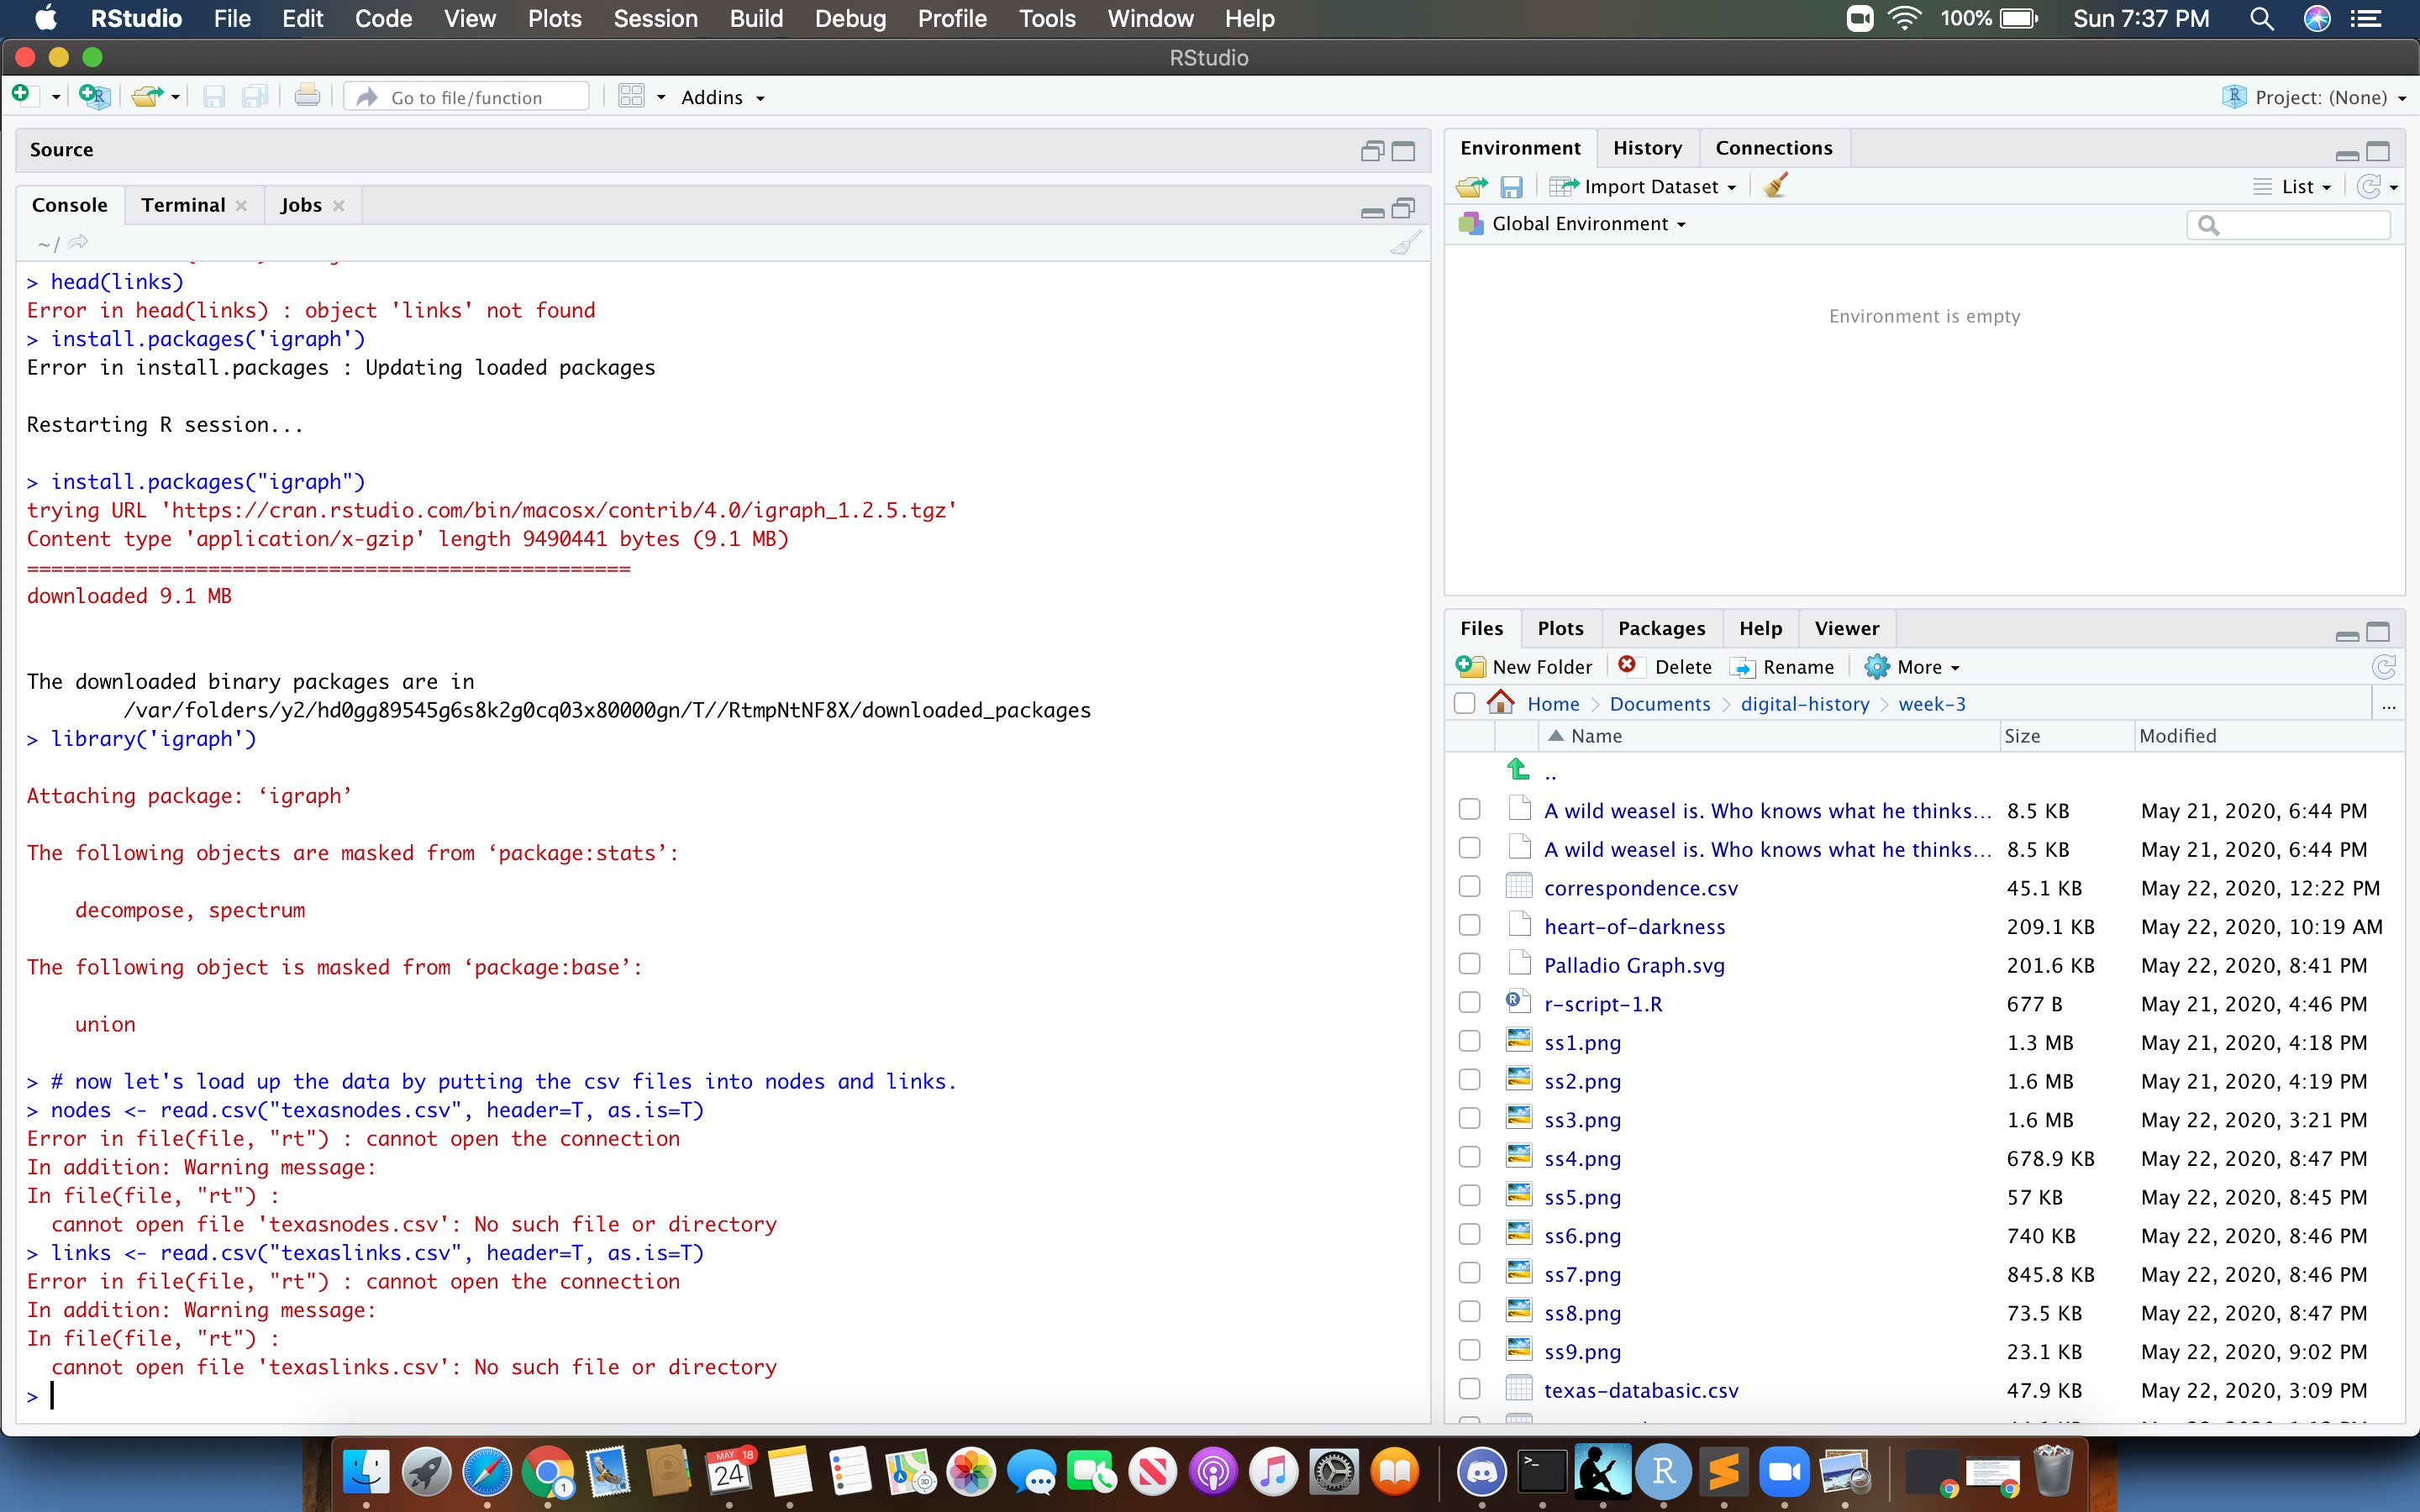 RStudio File Edit Code View Plots Session Build Debug Profile Tools Window Help 100% Sun 7:37 PM
RStudio
Go to file/function Addins Project: (None)
Source
Console Terminal Jobs
~/
> head(links)
Error in head(links) : object 'links' not found
> install.packages('igraph')
Error in install.packages : Updating loaded packages
Restarting R session...
> install.packages("igraph")
trying URL 'https://cran.rstudio.com/bin/macosx/contrib/4.0/igraph_1.2.5.tgz'
Content type 'application/x-gzip' length 9490441 bytes (9.1 MB)
==================================================
downloaded 9.1 MB
The downloaded binary packages are in
/var/folders/y2/hd0gg89545g6s8k2g0cq03x80000gn/T//RtmpNtNF8X/downloaded_packages
> library('igraph')
Attaching package: ‘igraph’
The following objects are masked from ‘package:stats’:
decompose, spectrum
The following object is masked from ‘package:base’:
union
> # now let's load up the data by putting the csv files into nodes and links.
> nodes <- read.csv("texasnodes.csv", header=T, as.is=T)
Error in file(file, "rt") : cannot open the connection
In addition: Warning message:
In file(file, "rt") :
cannot open file 'texasnodes.csv': No such file or directory
> links <- read.csv("texaslinks.csv", header=T, as.is=T)
Error in file(file, "rt") : cannot open the connection
In addition: Warning message:
In file(file, "rt") :
cannot open file 'texaslinks.csv': No such file or directory
>
Environment History Connections
Import Dataset List
Global Environment
Environment is empty
Files Plots Packages Help Viewer
New Folder Delete Rename More
Home Documents digital-history week-3 ...
Name Size Modified
..
A wild weasel is. Who knows what he thinks... 8.5 KB May 21, 2020, 6:44 PM
A wild weasel is. Who knows what he thinks... 8.5 KB May 21, 2020, 6:44 PM
correspondence.csv 45.1 KB May 22, 2020, 12:22 PM
heart-of-darkness 209.1 KB May 22, 2020, 10:19 AM
Palladio Graph.svg 201.6 KB May 22, 2020, 8:41 PM
r-script-1.R 677 B May 21, 2020, 4:46 PM
ss1.png 1.3 MB May 21, 2020, 4:18 PM
ss2.png 1.6 MB May 21, 2020, 4:19 PM
ss3.png 1.6 MB May 22, 2020, 3:21 PM
ss4.png 678.9 KB May 22, 2020, 8:47 PM
ss5.png 57 KB May 22, 2020, 8:45 PM
ss6.png 740 KB May 22, 2020, 8:46 PM
ss7.png 845.8 KB May 22, 2020, 8:46 PM
ss8.png 73.5 KB May 22, 2020, 8:47 PM
ss9.png 23.1 KB May 22, 2020, 9:02 PM
texas-databasic.csv 47.9 KB May 22, 2020, 3:09 PM
1 MAY 24 18 3D >_ R